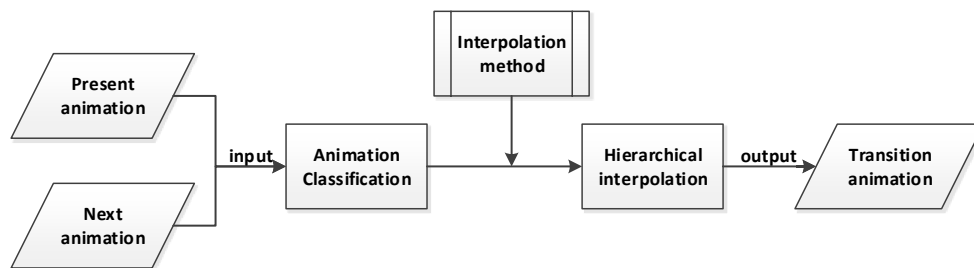 Present
animation
Next
animation
input
Animation
Classification
Interpolation
method
Hierarchical
interpolation
output
Transition
animation